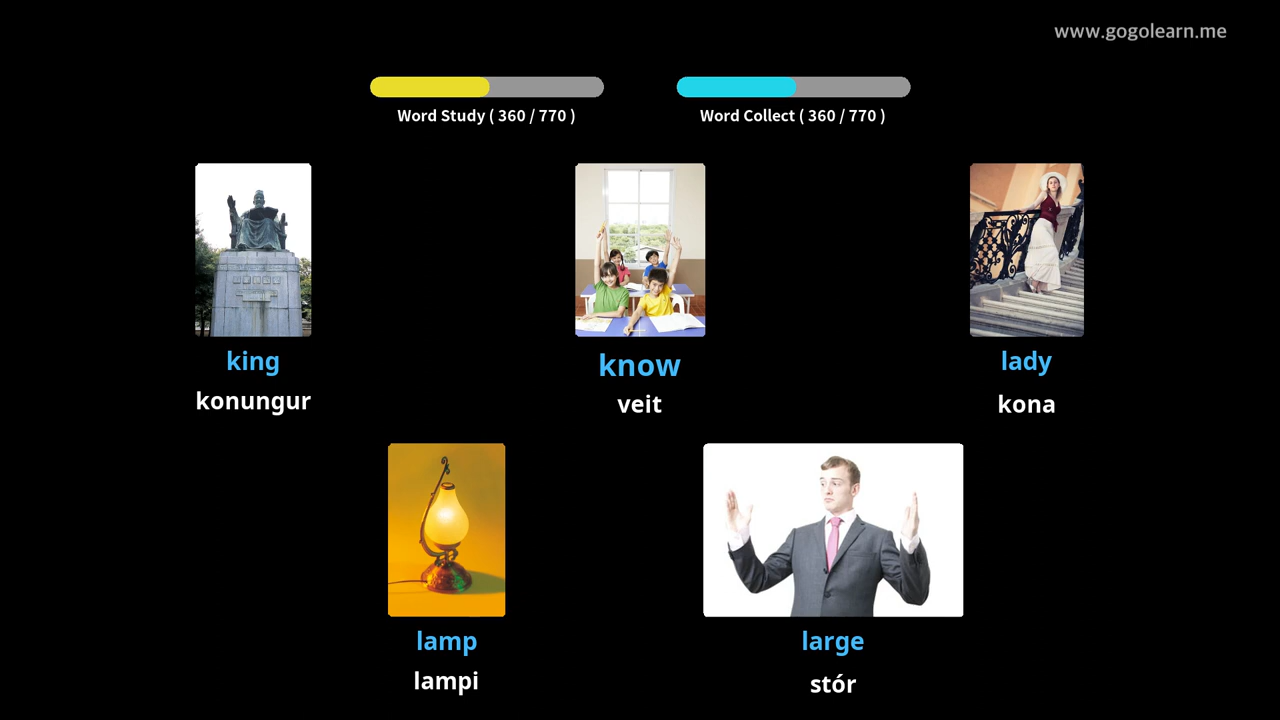 www.gogolearn.me
Word Study ( 360 / 770 )
Word Collect ( 360 / 770 )
king
konungur
know
veit
lady
kona
lamp
lampi
large
stór